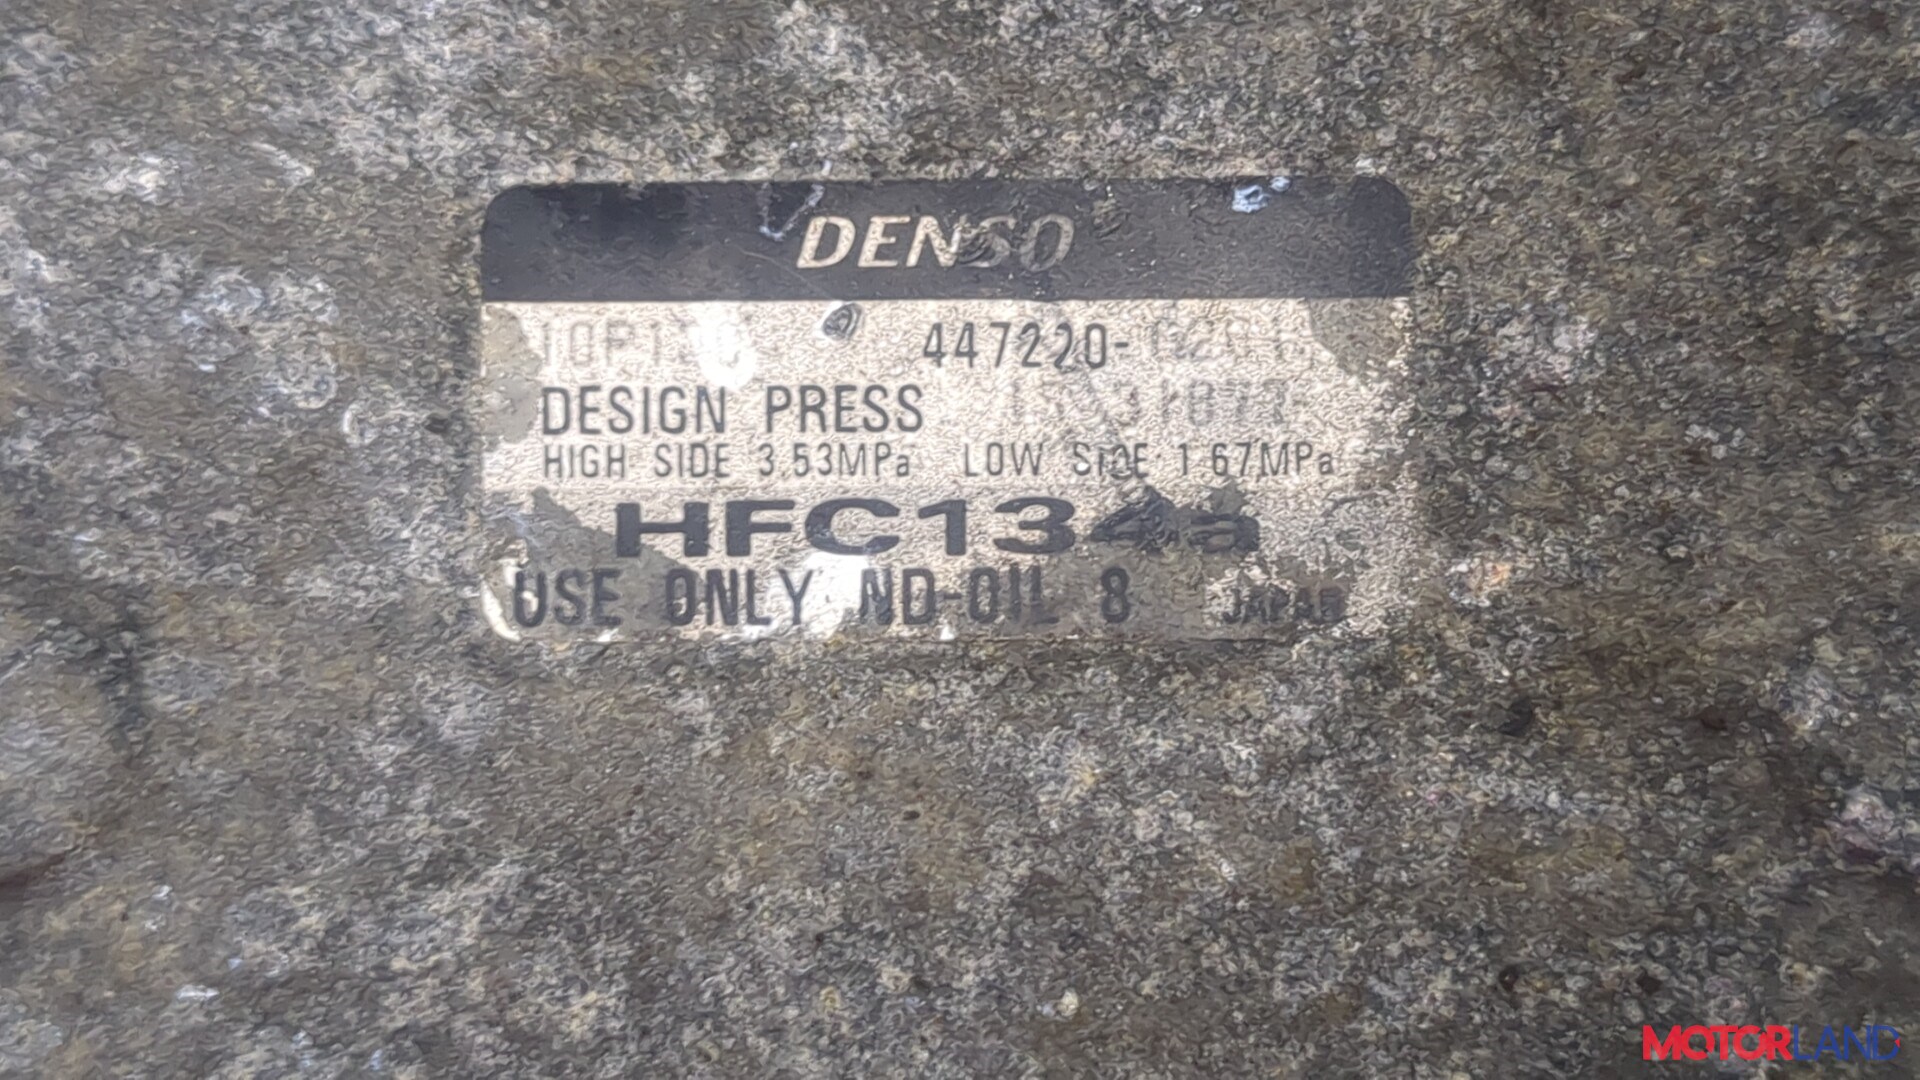 DENSO
447220-
DESIGN PRESS
HIGH SIDE 3.53MPa LOW SIDE 1.67MPa
HFC134a
USE ONLY ND-OIL 8 JAPAN
MOTORLAND